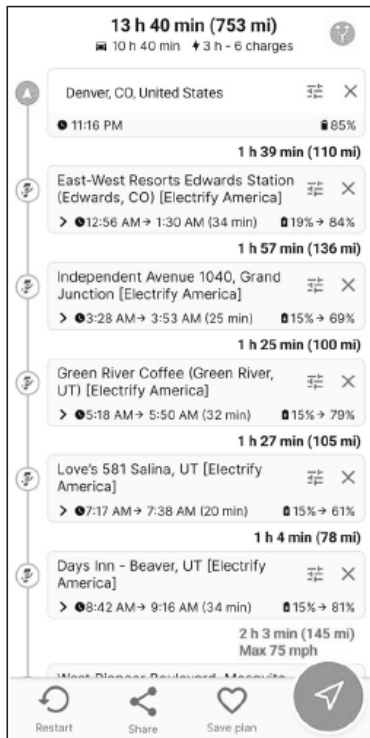 13 h 40 min (753 mi)
10 h 40 min 3 h - 6 charges
Denver, CO, United States
11:16 PM 85%
1 h 39 min (110 mi)
East-West Resorts Edwards Station
(Edwards, CO) [Electrify America]
> 12:56 AM → 1:30 AM (34 min) 19% → 84%
1 h 57 min (136 mi)
Independent Avenue 1040, Grand
Junction [Electrify America]
> 3:28 AM → 3:53 AM (25 min) 15% → 69%
1 h 25 min (100 mi)
Green River Coffee (Green River,
UT) [Electrify America]
> 5:18 AM → 5:50 AM (32 min) 15% → 79%
1 h 27 min (105 mi)
Love's 581 Salina, UT [Electrify
America]
> 7:17 AM → 7:38 AM (20 min) 15% → 61%
1 h 4 min (78 mi)
Days Inn - Beaver, UT [Electrify
America]
> 8:42 AM → 9:16 AM (34 min) 15% → 81%
2 h 3 min (145 mi)
Max 75 mph
West Pioneer Boulevard, Mesquite
Restart Share Save plan